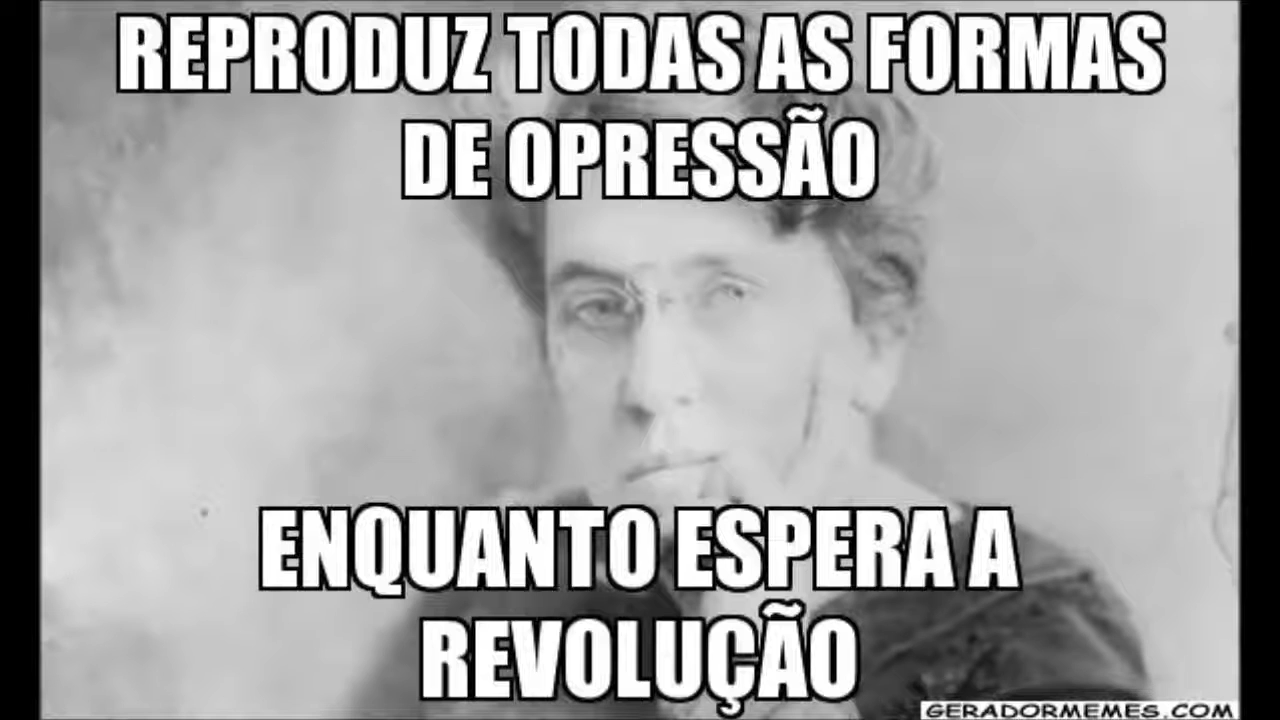 REPRODUZ TODAS AS FORMAS
DE OPRESSÃO
ENQUANTO ESPERA A
REVOLUÇÃO
GERADORMEMES.COM